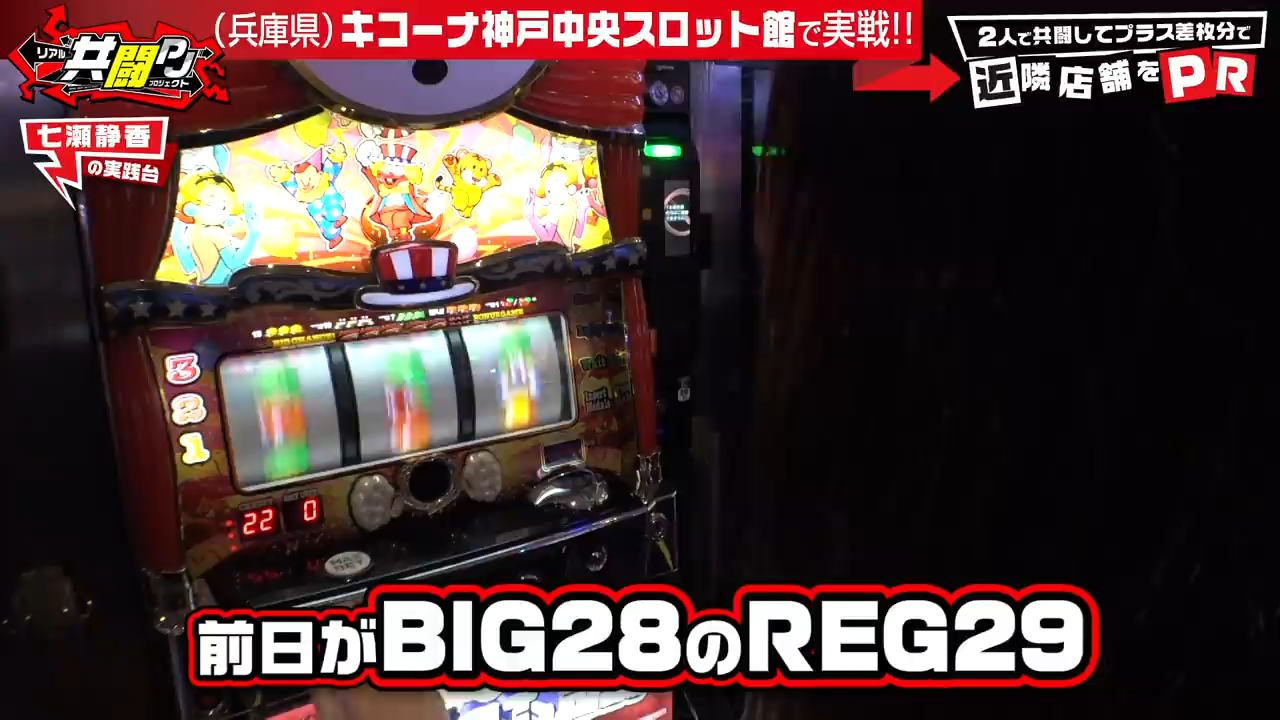 (兵庫県)キコーナ神戸中央スロット館で実戦!!
リアル
共闘PJ
プロジェクト
2人で共闘してプラス差枚分で
近隣店舗をPR
七瀬静香
の実践台
3
2
1
22 0
前日がBIG28のREG29